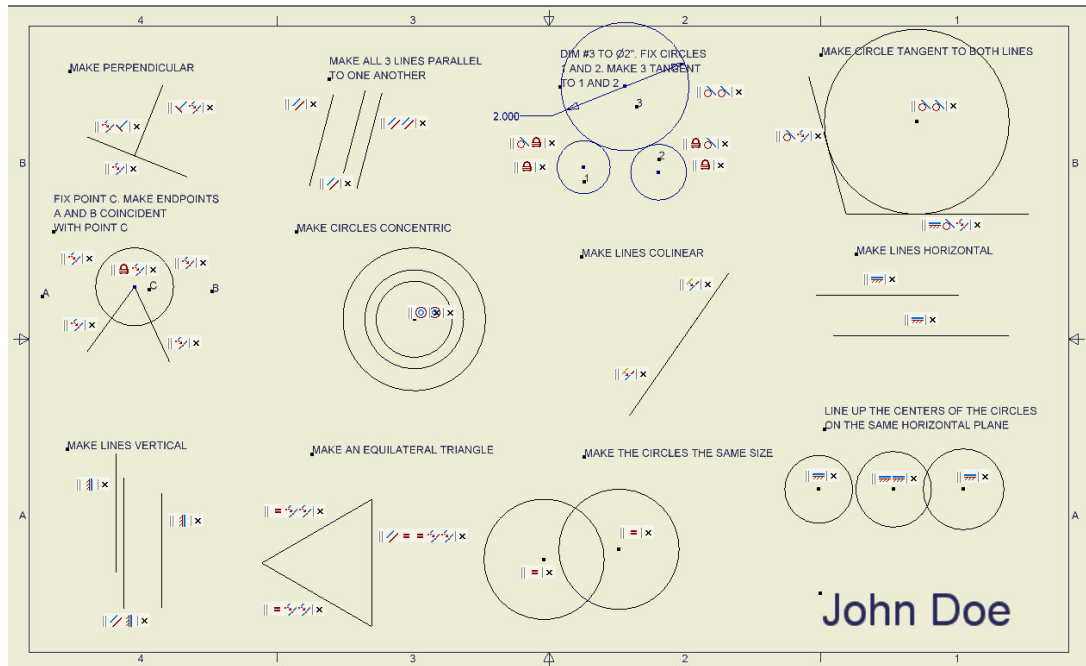 4 3 2 1
MAKE PERPENDICULAR
MAKE ALL 3 LINES PARALLEL
TO ONE ANOTHER
DIM #3 TO Ø2". FIX CIRCLES
1 AND 2. MAKE 3 TANGENT
TO 1 AND 2
MAKE CIRCLE TANGENT TO BOTH LINES
3
2.000
B
B
2
1
FIX POINT C. MAKE ENDPOINTS
A AND B COINCIDENT
WITH POINT C
MAKE CIRCLES CONCENTRIC
MAKE LINES COLINEAR
MAKE LINES HORIZONTAL
A
C
B
MAKE LINES VERTICAL
MAKE AN EQUILATERAL TRIANGLE
MAKE THE CIRCLES THE SAME SIZE
LINE UP THE CENTERS OF THE CIRCLES
ON THE SAME HORIZONTAL PLANE
A
A
John Doe
4 3 2 1